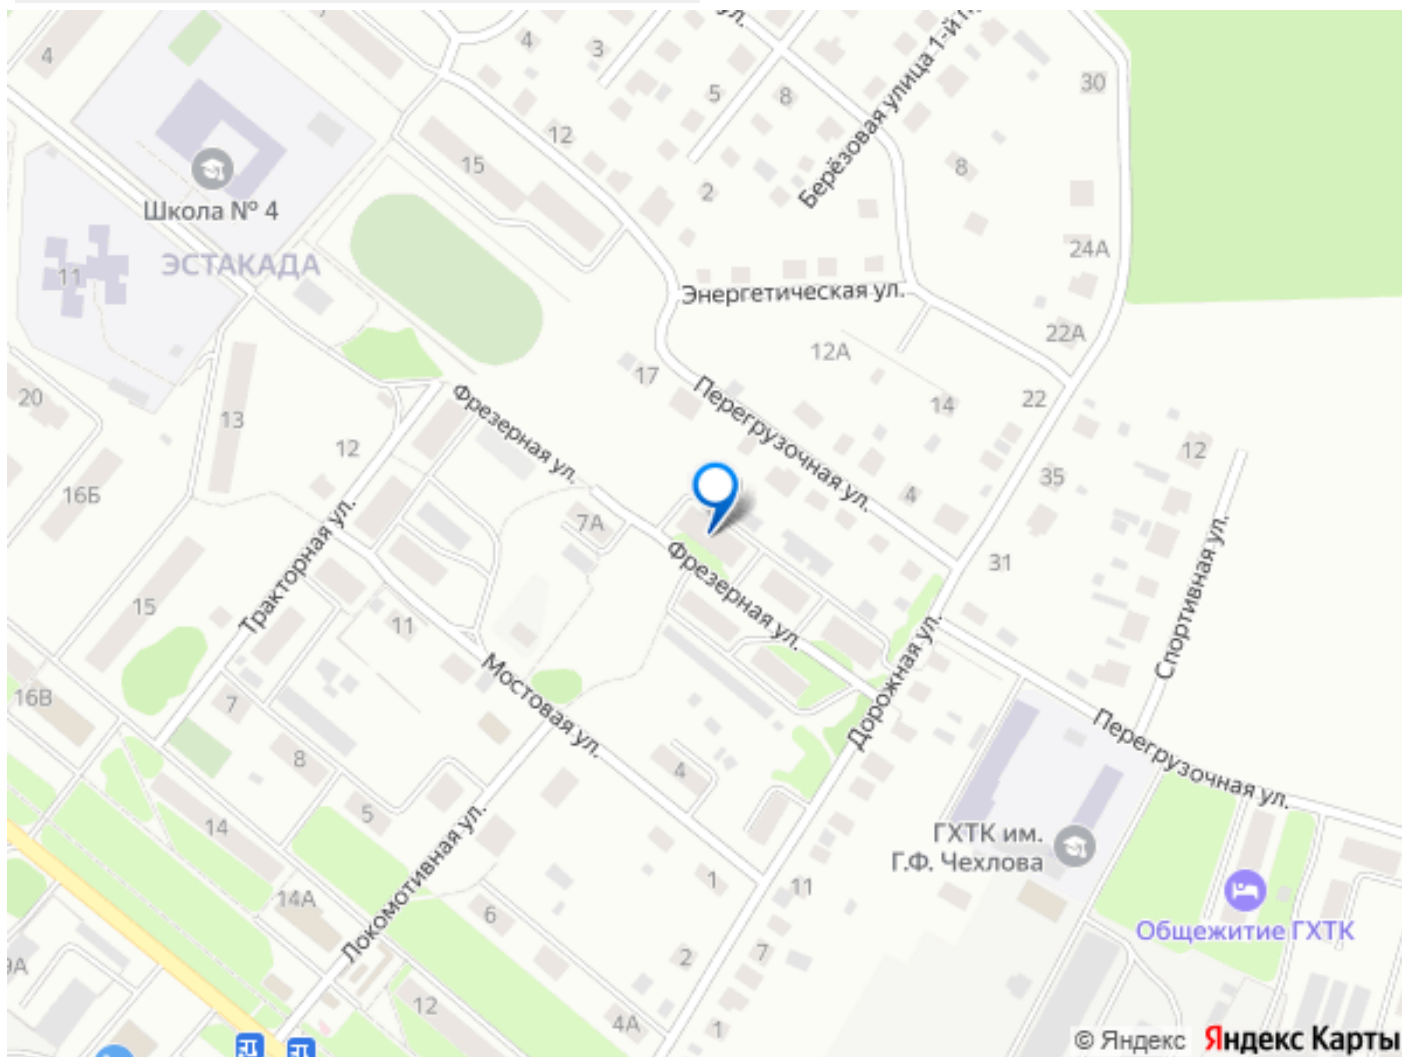 4
4
3
5
8
30
12
15
2
8
Берёзовая улица 1-й
Школа № 4
ЭСТАКАДА
11
24А
Энергетическая ул.
22А
12А
17
20
13
12
Фрезерная ул.
Перегрузочная ул.
14
22
12
35
16Б
4
7А
Тракторная ул.
Фрезерная ул.
31
Спортивная ул.
15
11
Мостовая ул.
Дорожная ул.
16В
7
8
4
Перегрузочная ул.
5
14
Локомотивная ул.
ГХТК им.
Г.Ф. Чехлова
1
11
14А
6
Общежитие ГХТК
2
7
9А
12
4А
1
© Яндекс Яндекс Карты